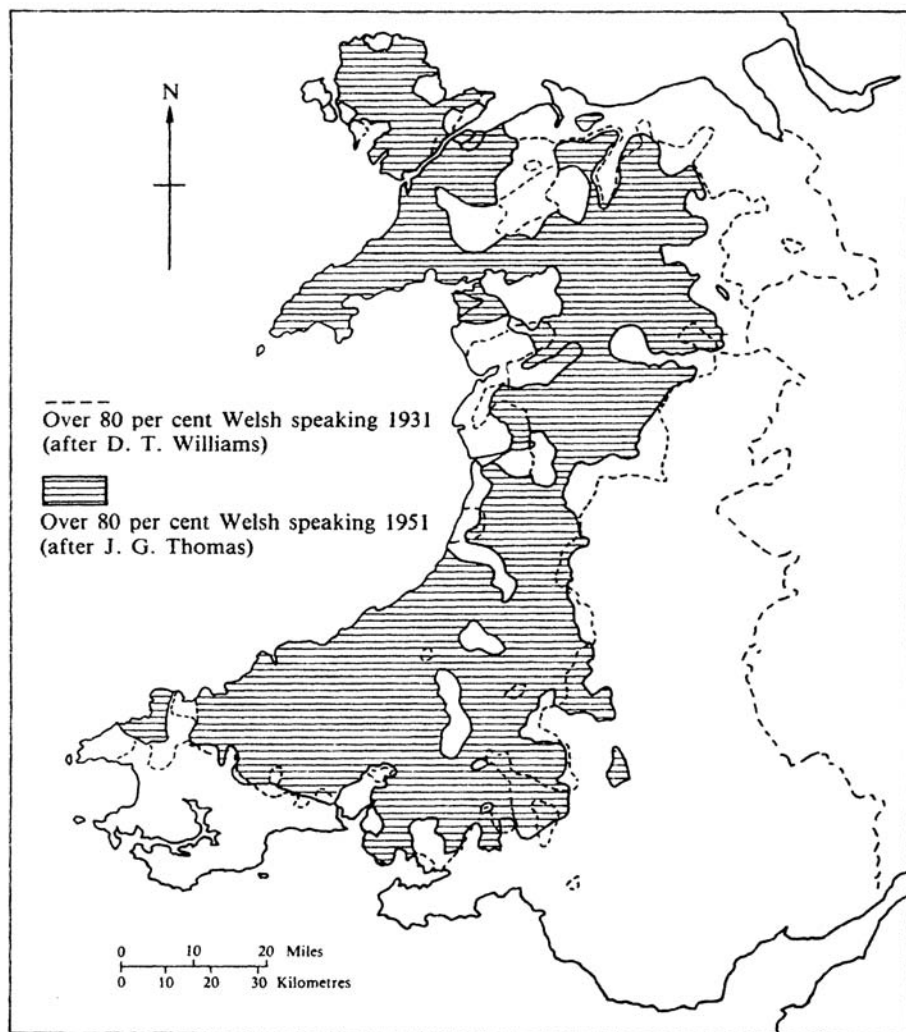 N
Over 80 per cent Welsh speaking 1931
(after D. T. Williams)
Over 80 per cent Welsh speaking 1951
(after J. G. Thomas)
0 10 20 Miles
0 10 20 30 Kilometres